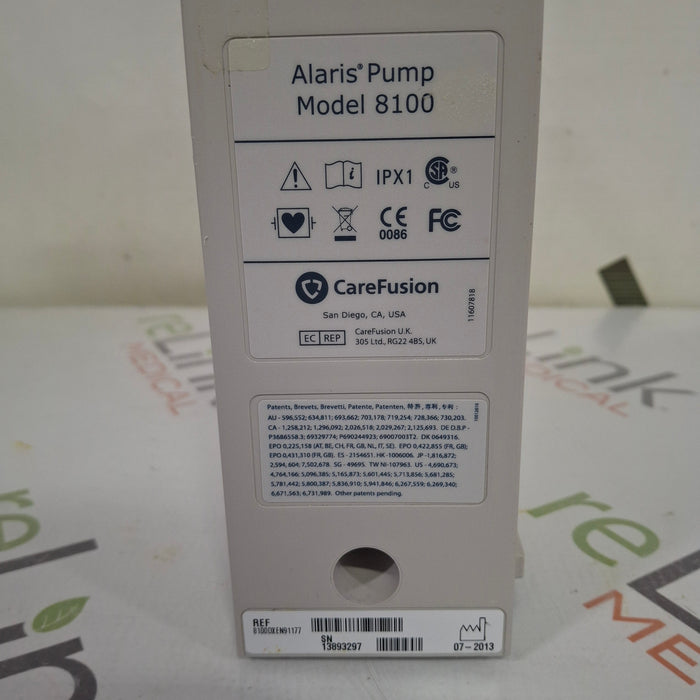 Alaris® Pump
Model 8100
IPX1
CSA ®
C US
CE FC
0086
CareFusion
San Diego, CA, USA
EC REP
CareFusion U.K.
305 Ltd., RG22 4BS, UK
11607818
Patents, Brevets, Brevetti, Patente, Patenten, 特許, 專利, 专利 :
AU - 596,552; 634,811; 693,662; 703,178; 719,254; 728,366; 730,203.
CA - 1,258,212; 1,296,092; 2,026,518; 2,029,267; 2,125,693. DE D.B.P -
P3686558.3; 69329774; P690244923; 69007003T2. DK 0649316.
EPO 0,225,158 (AT, BE, CH, FR, GB, NL, IT, SE). EPO 0,422,855 (FR, GB);
EPO 0,431,310 (FR, GB). ES - 2154651. HK - 1006006. JP - 1,816,872;
2,594,604; 7,502,678. SG - 49695. TW NI-107963. US - 4,690,673;
4,764,166; 5,096,385; 5,165,873; 5,601,445; 5,713,856; 5,681,285;
5,781,442; 5,800,387; 5,836,910; 5,941,846; 6,267,559; 6,269,340;
6,671,563; 6,731,989. Other patents pending.
REF
SN
13893297
07-2013
reLink
MEDICAL